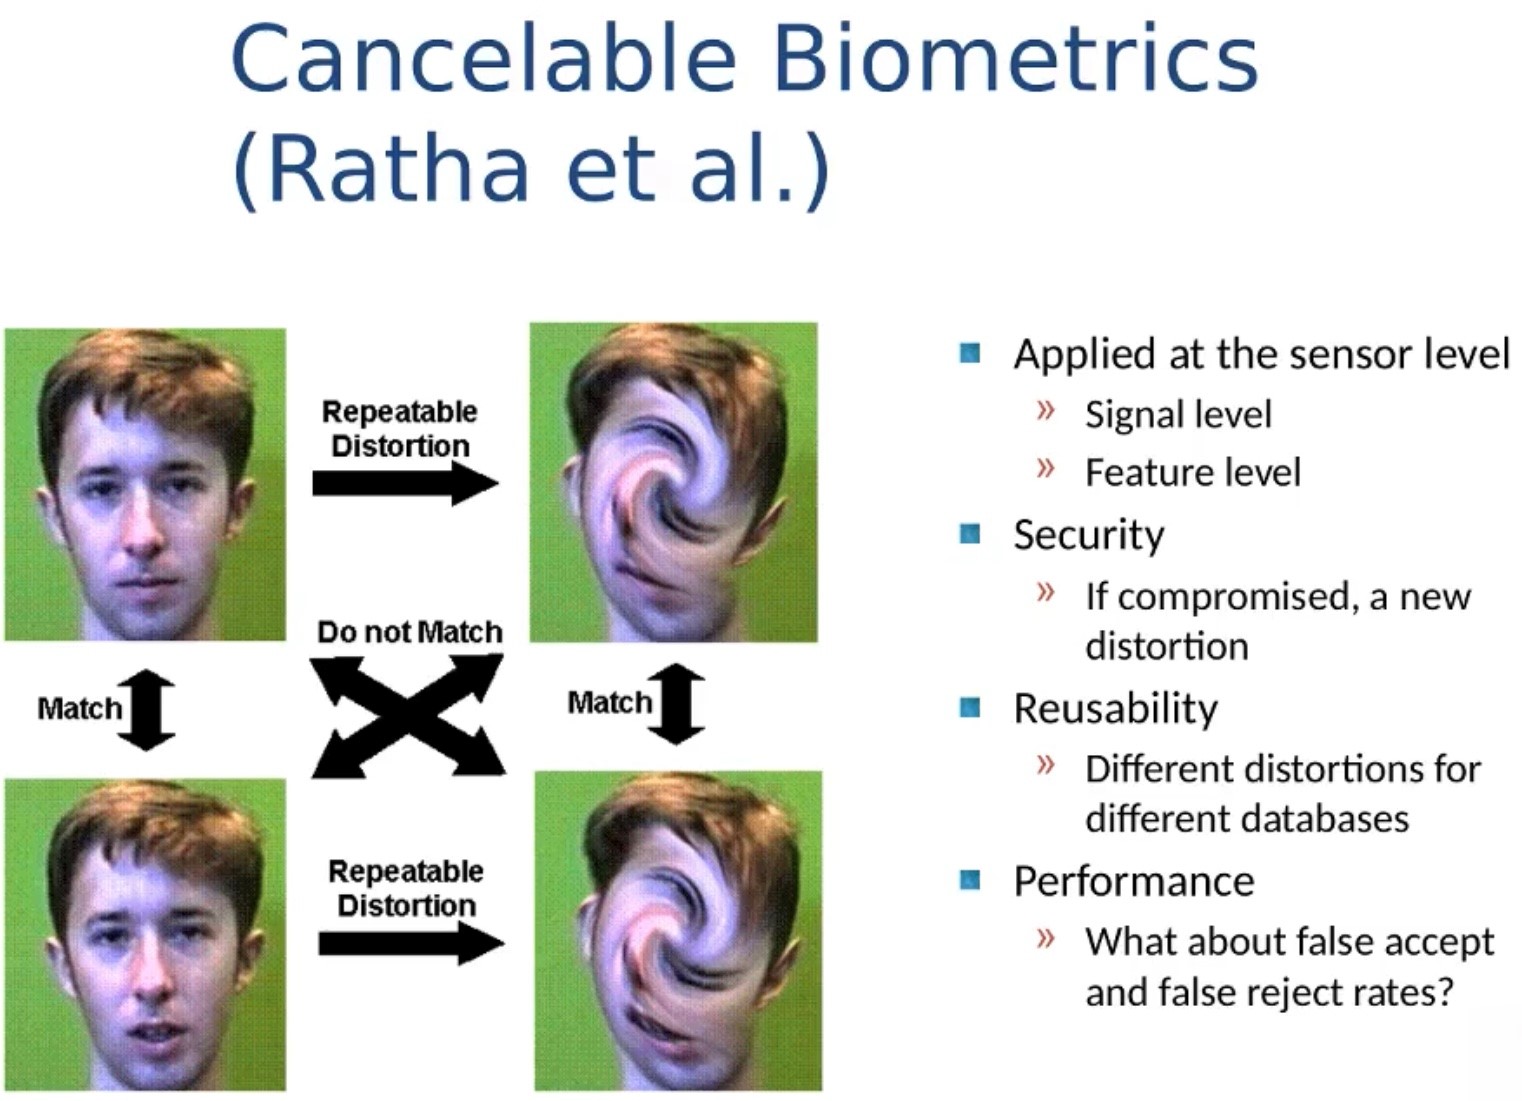 Cancelable Biometrics
(Ratha et al.)
Repeatable
Distortion
Do not Match
Match
Match
Repeatable
Distortion
Applied at the sensor level
» Signal level
» Feature level
Security
» If compromised, a new
distortion
Reusability
» Different distortions for
different databases
Performance
» What about false accept
and false reject rates?